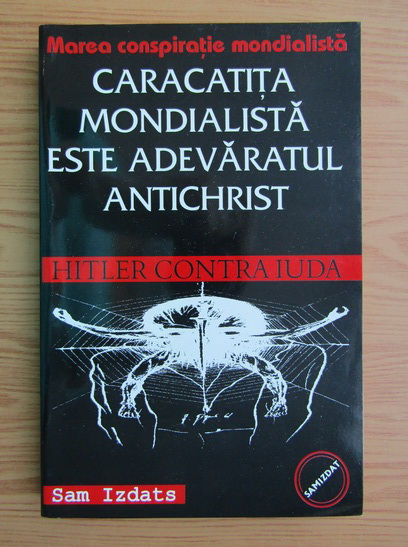 Marea conspirație mondialistă
CARACATIȚA
MONDIALISTĂ
ESTE ADEVĂRATUL
ANTICHRIST
HITLER CONTRA IUDA
Sam Izdats
SAMIZDAT